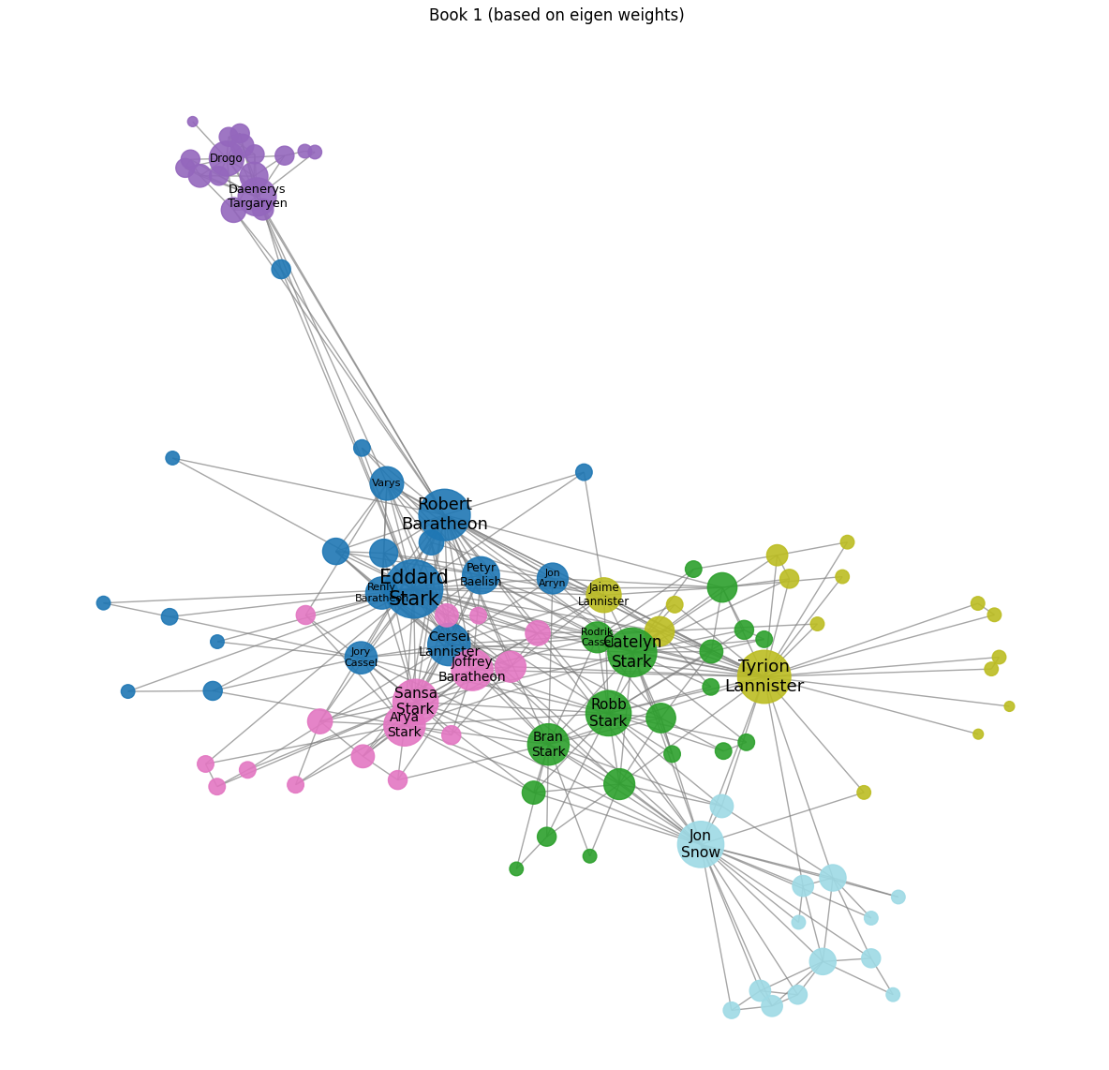 Book 1 (based on eigen weights)
Drogo
Daenerys
Targaryen
Varys
Robert
Baratheon
Eddard
Stark
Petyr
Baelish
Jon
Arryn
Renly
Baratheon
Jaime
Lannister
Rodrik
Cassel
Catelyn
Stark
Cersei
Lannister
Jory
Cassel
Joffrey
Baratheon
Tyrion
Lannister
Sansa
Stark
Arya
Stark
Robb
Stark
Bran
Stark
Jon
Snow